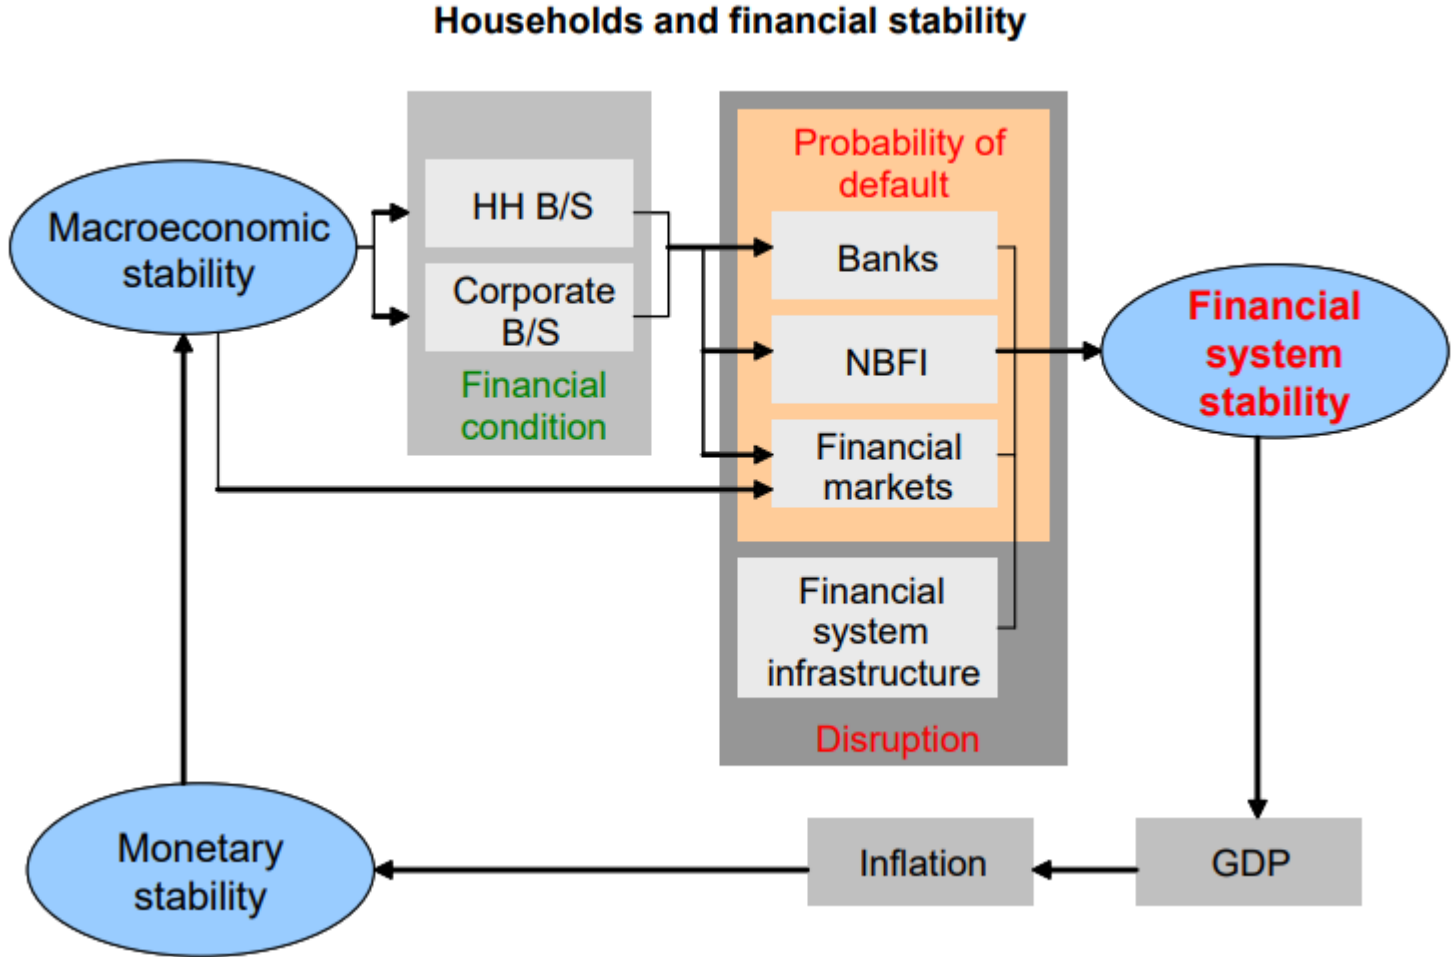 Households and financial stability
Macroeconomic
stability
HH B/S
Corporate
B/S
Financial
condition
Probability of
default
Banks
NBFI
Financial
markets
Financial
system
infrastructure
Disruption
Financial
system
stability
Monetary
stability
Inflation
GDP